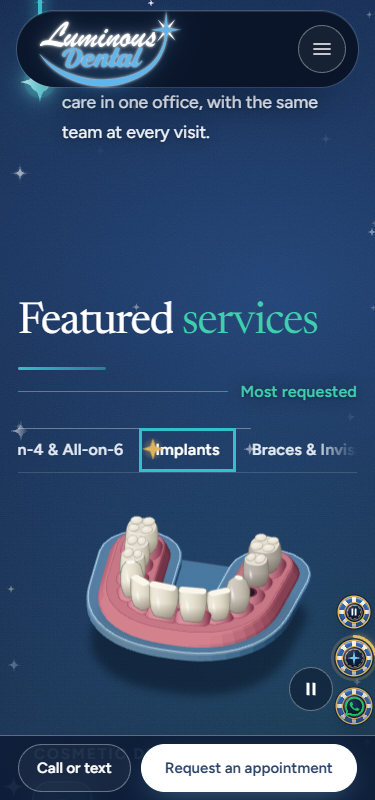 Luminous
Dental
care in one office, with the same
team at every visit.
Featured services
Most requested
n-4 & All-on-6
Implants
Braces & Invis
COSMETIC D
Call or text
Request an appointment